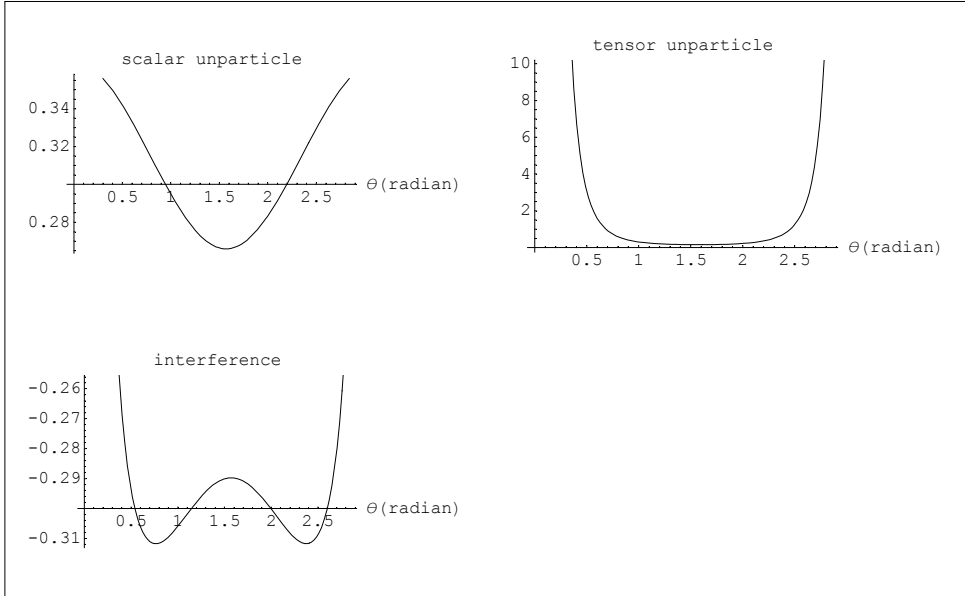 scalar unparticle
0.34
0.32
0.28
0.5 1 1.5 2 2.5
θ(radian)
tensor unparticle
10
8
6
4
2
0.5 1 1.5 2 2.5
θ(radian)
interference
-0.26
-0.27
-0.28
-0.29
-0.31
0.5 1 1.5 2 2.5
θ(radian)